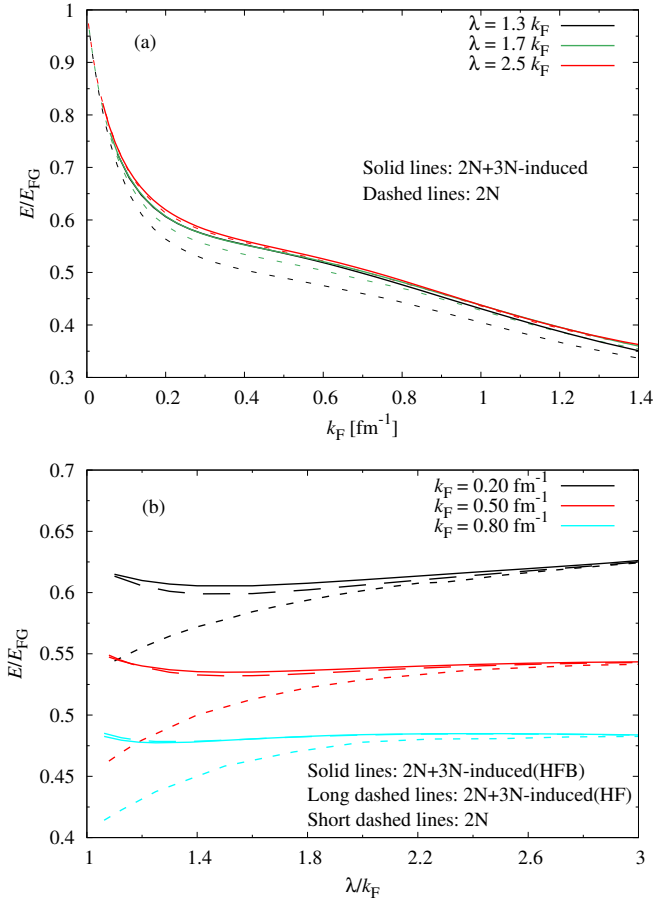 (a)
λ = 1.3 k_F
λ = 1.7 k_F
λ = 2.5 k_F
1
0.9
0.8
0.7
0.6
0.5
0.4
0.3
E/E_FG
Solid lines: 2N+3N-induced
Dashed lines: 2N
0 0.2 0.4 0.6 0.8 1 1.2 1.4
k_F [fm⁻¹]
(b)
k_F = 0.20 fm⁻¹
k_F = 0.50 fm⁻¹
k_F = 0.80 fm⁻¹
0.7
0.65
0.6
0.55
0.5
0.45
0.4
E/E_FG
Solid lines: 2N+3N-induced(HFB)
Long dashed lines: 2N+3N-induced(HF)
Short dashed lines: 2N
1 1.4 1.8 2.2 2.6 3
λ/k_F